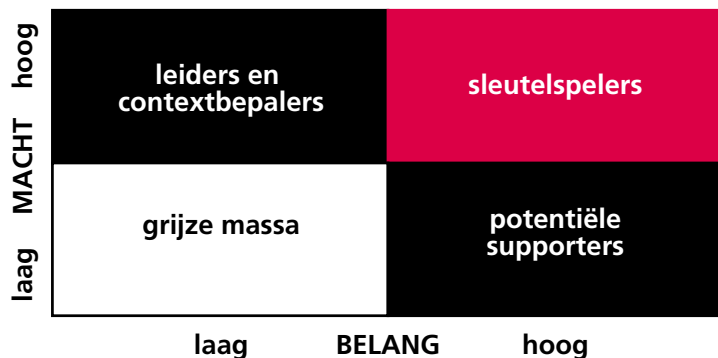 hoog
MACHT
laag
leiders en
contextbepalers
sleutelspelers
grijze massa
potentiële
supporters
laag
BELANG
hoog